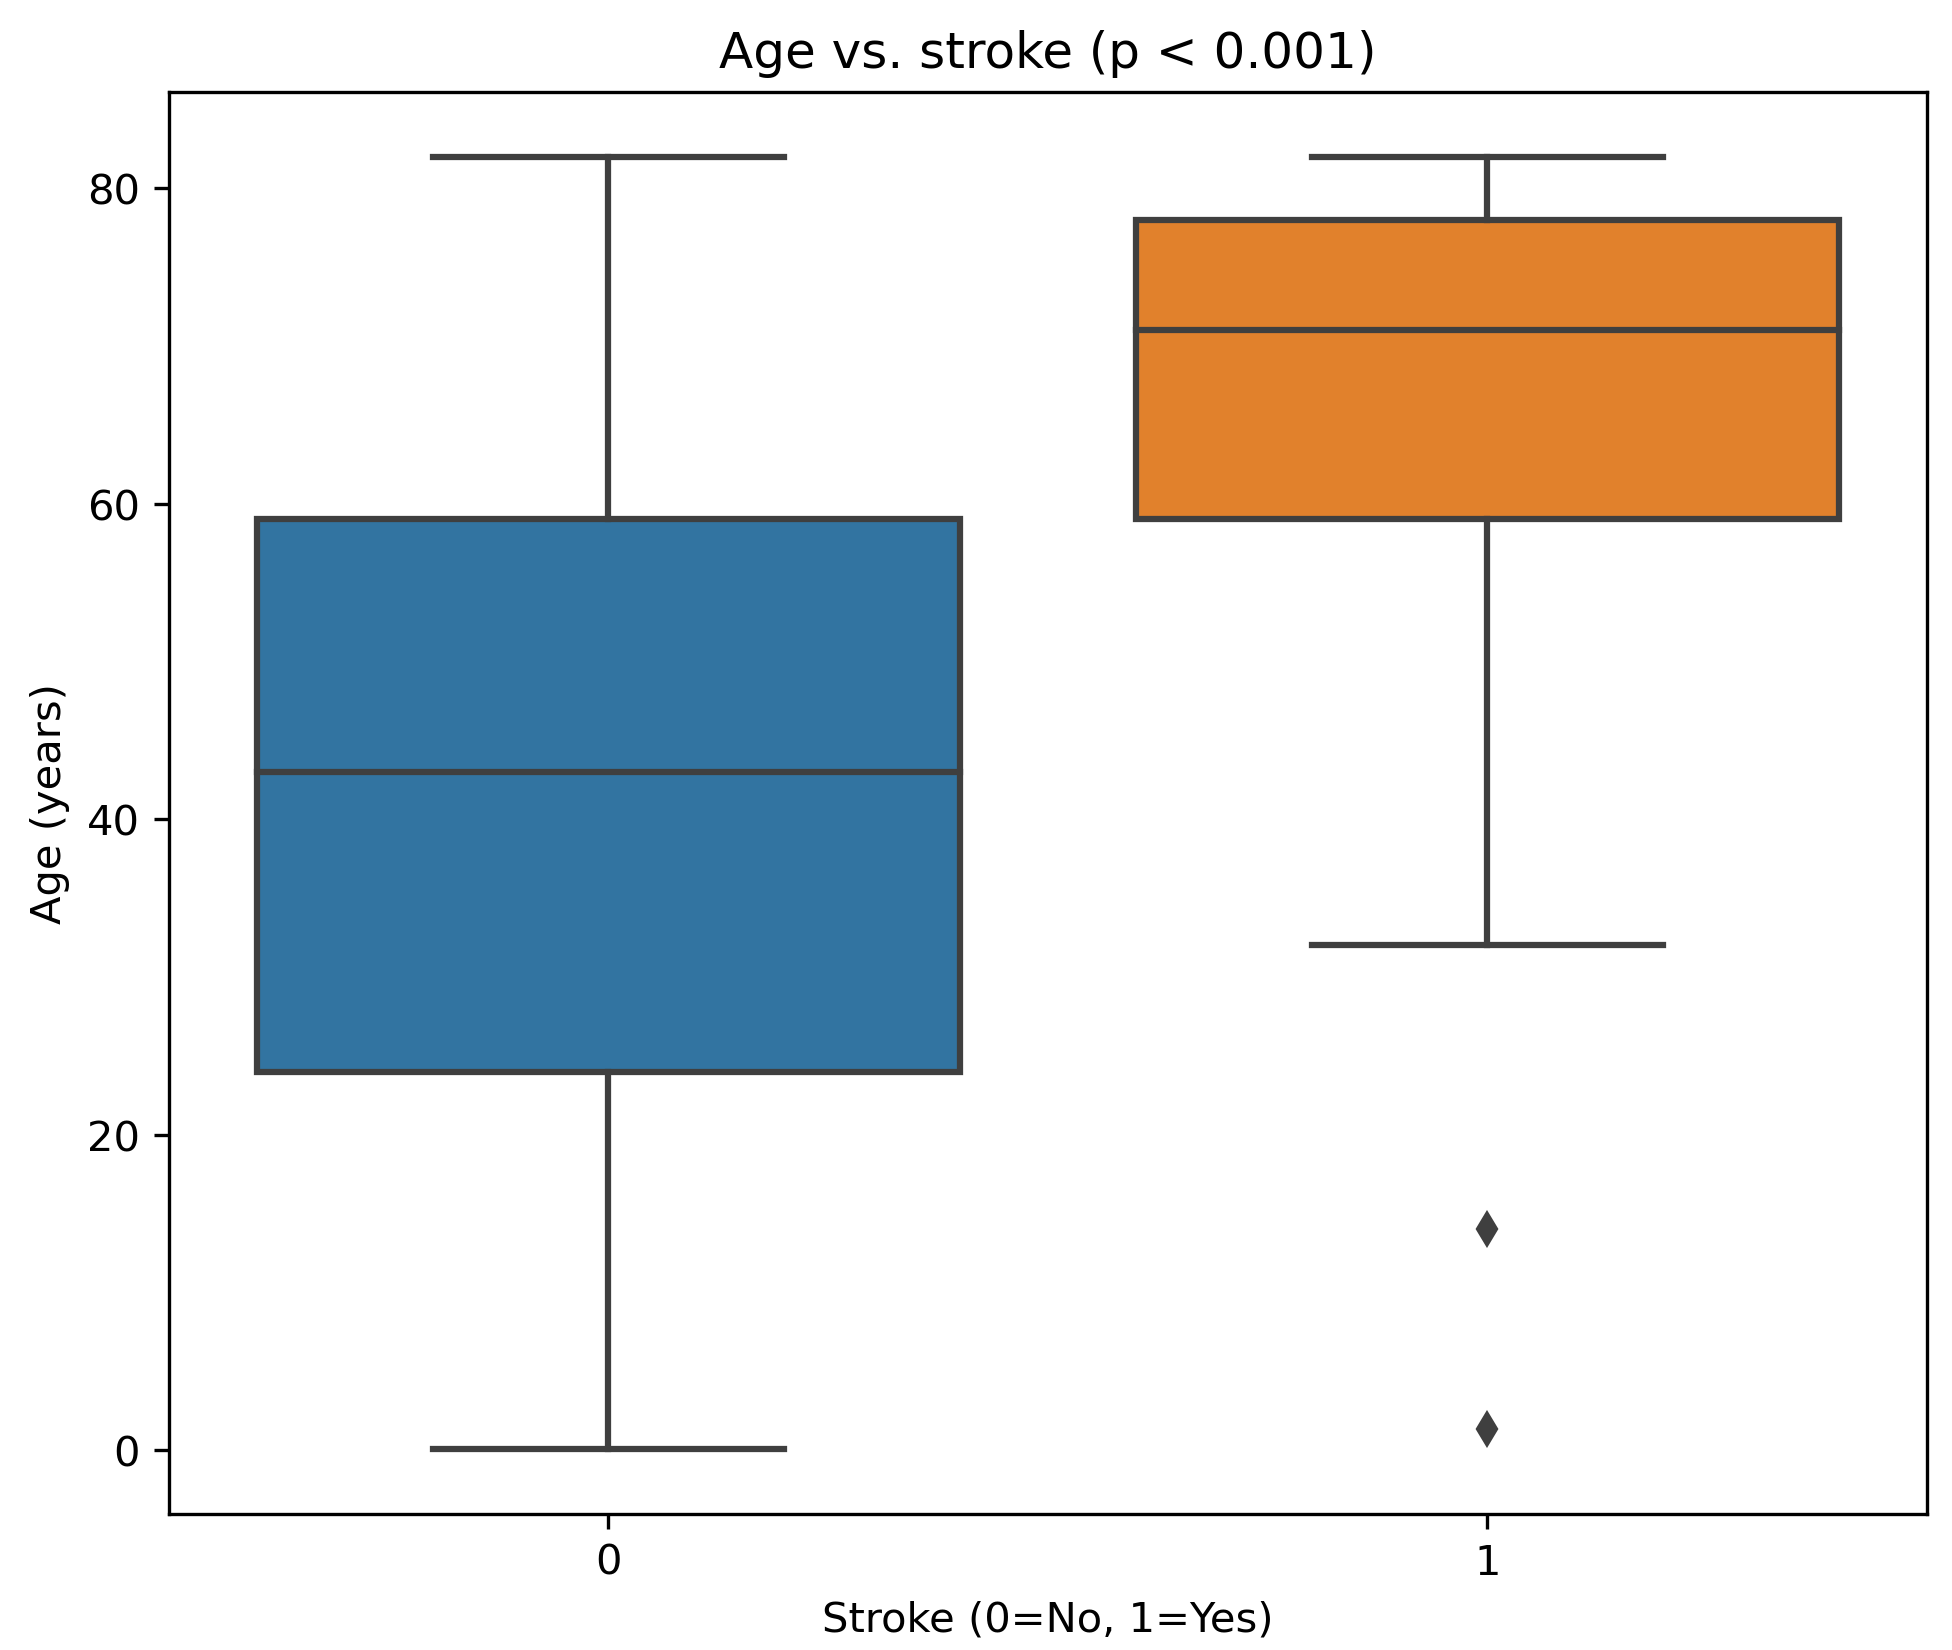 Age vs. stroke (p < 0.001)
80
60
40
20
0
Age (years)
0 1
Stroke (0=No, 1=Yes)